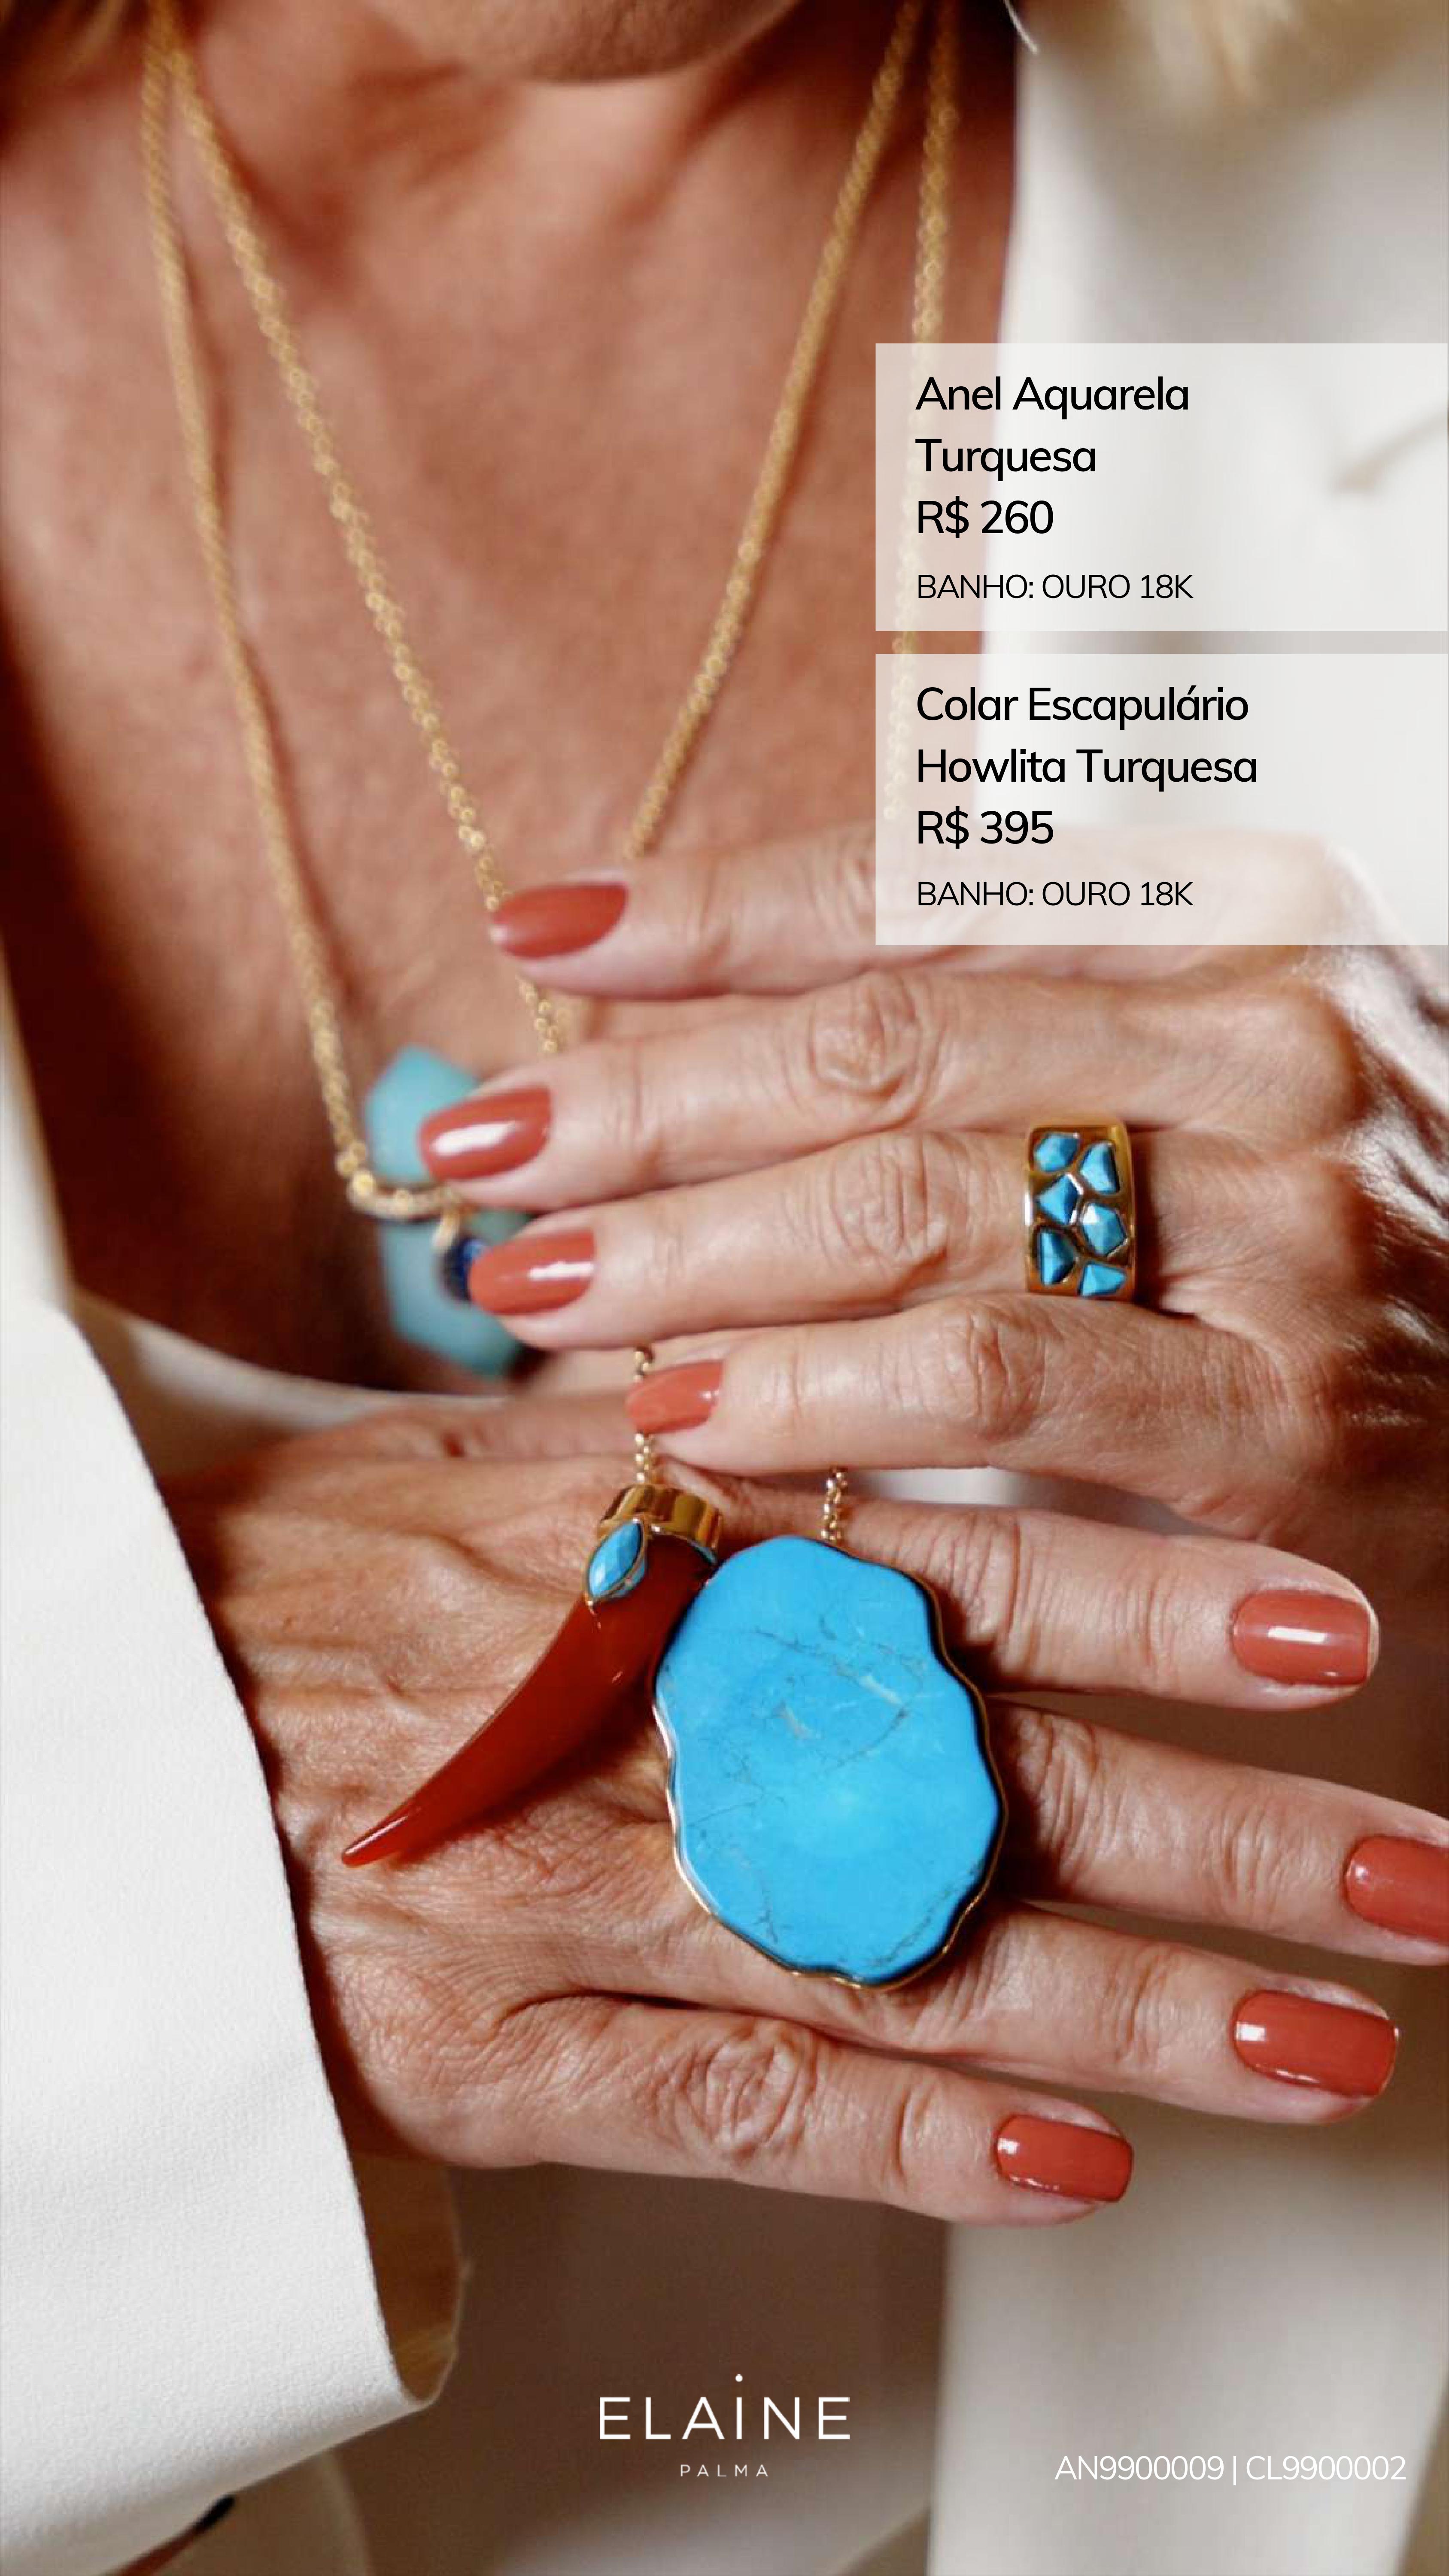 Anel Aquarela
Turquesa
R$ 260
BANHO: OURO 18K
Colar Escapulário
Howlita Turquesa
R$ 395
BANHO: OURO 18K
ELAINE
PALMA
AN9900009 | CL9900002